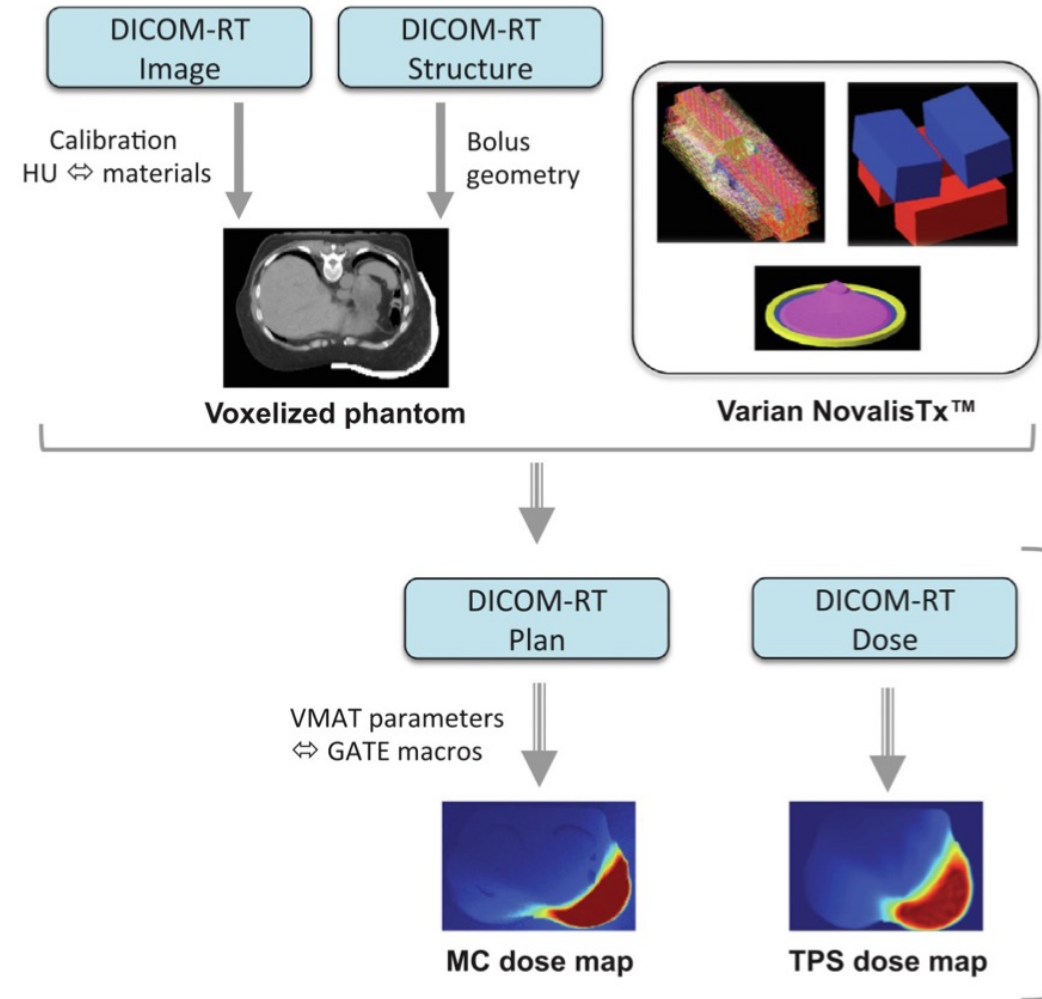 DICOM-RT
Image
DICOM-RT
Structure
Calibration
HU ⇔ materials
Bolus
geometry
Voxelized phantom
Varian NovalisTx™
DICOM-RT
Plan
DICOM-RT
Dose
VMAT parameters
⇔ GATE macros
MC dose map
TPS dose map